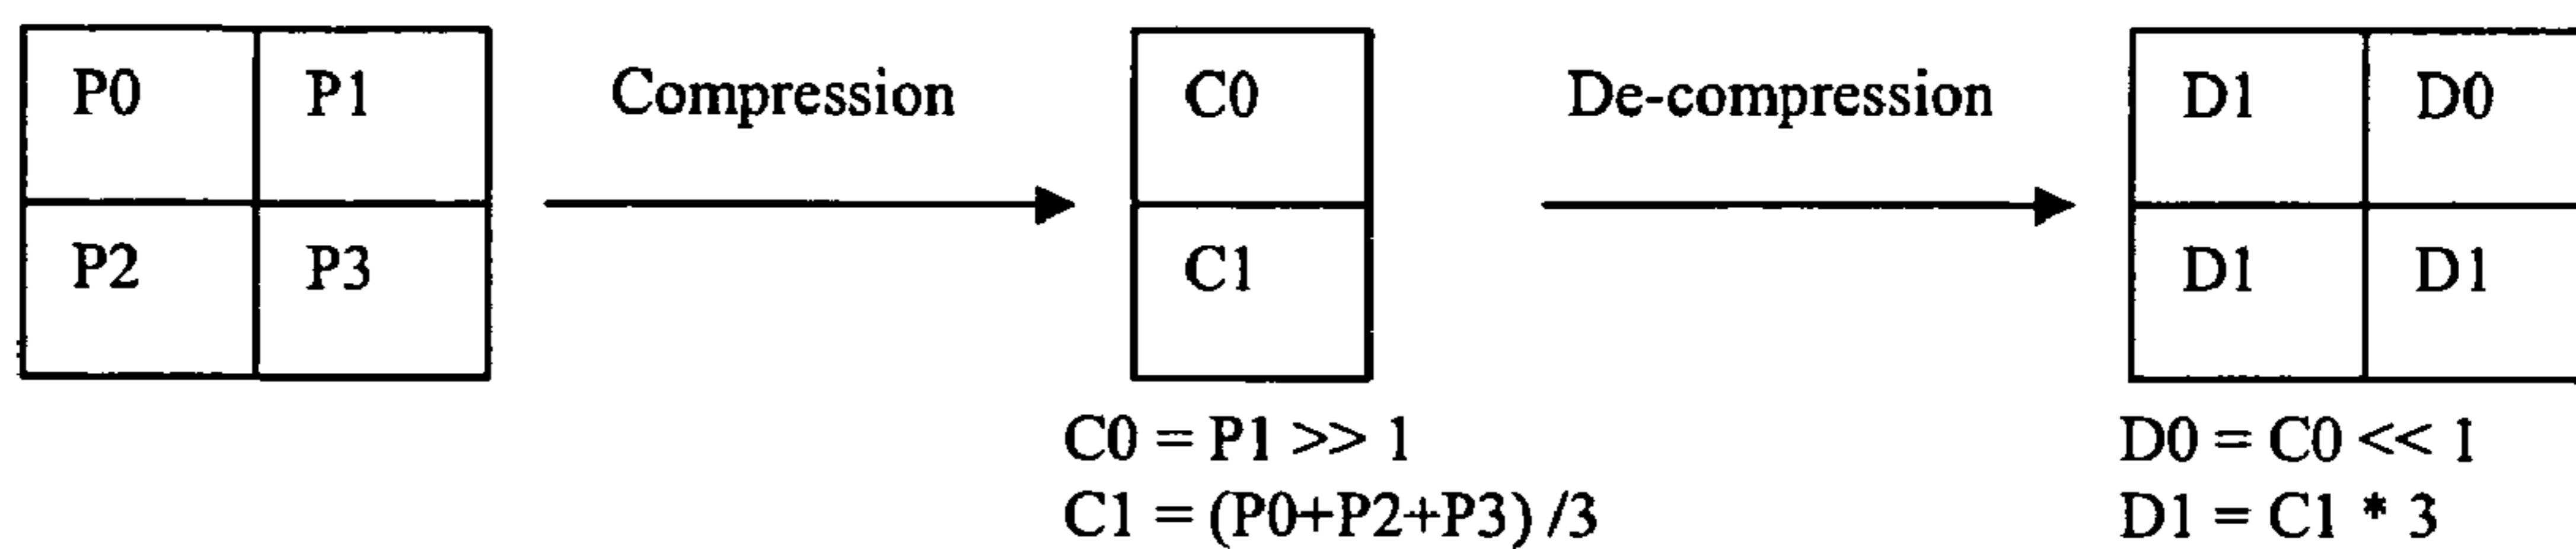 P0 P1 Compression C0 De-compression D1 D0
P2 P3 C1 D1 D1
C0 = P1 >> 1 D0 = C0 << 1
C1 = (P0+P2+P3) /3 D1 = C1 * 3